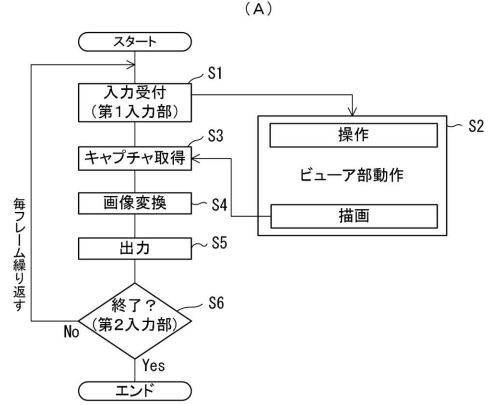 (A)
スタート
S1
入力受付
(第1入力部)
S2
操作
ビューア部動作
描画
S3
キャプチャ取得
画像変換
S4
出力
S5
毎フレーム繰り返す
終了?
(第2入力部)
S6
No
Yes
エンド